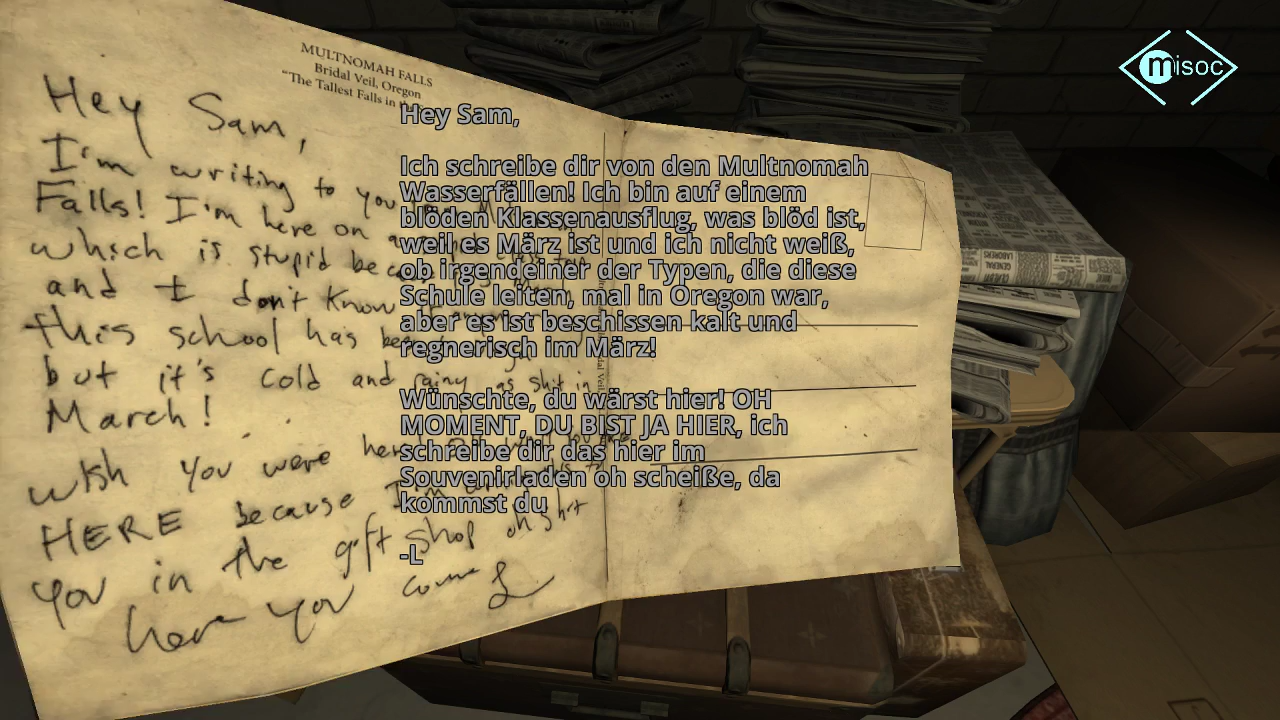 MULTNOMAH FALLS
Bridal Veil, Oregon
"The Tallest Falls in the
Hey Sam,
I'm writing to you
Falls! I'm here on a
which is stupid bec
and I don't know
this school has bee
but it's cold and rainy as shit in
March!
wish you were here
HERE because I'm
you in the gift shop oh shit
here you come
L
Hey Sam,
Ich schreibe dir von den Multnomah
Wasserfällen! Ich bin auf einem
blöden Klassenausflug, was blöd ist,
weil es März ist und ich nicht weiß,
ob irgendeiner der Typen, die diese
Schule leiten, mal in Oregon war,
aber es ist beschissen kalt und
regnerisch im März!
Wünschte, du wärst hier! OH
MOMENT, DU BIST JA HIER, ich
schreibe dir das hier im
Souvenirladen oh scheiße, da
kommst du
-L
misoc
GENERAL
LABORERS